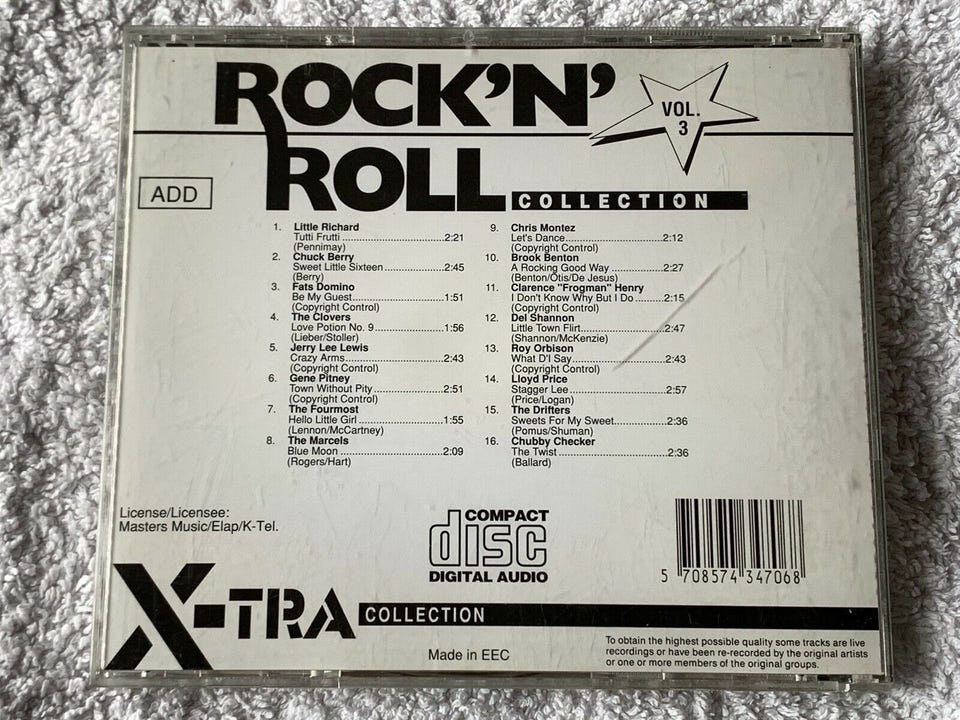 ROCK'N'
ROLL
COLLECTION
VOL.
3
ADD
1. Little Richard
Tutti Frutti ........................2:21
(Pennimay)
2. Chuck Berry
Sweet Little Sixteen ..................2:45
(Berry)
3. Fats Domino
Be My Guest...........................1:51
(Copyright Control)
4. The Clovers
Love Potion No. 9.....................1:56
(Lieber/Stoller)
5. Jerry Lee Lewis
Crazy Arms............................2:43
(Copyright Control)
6. Gene Pitney
Town Without Pity.....................2:51
(Copyright Control)
7. The Fourmost
Hello Little Girl .....................1:55
(Lennon/McCartney)
8. The Marcels
Blue Moon .............................2:09
(Rogers/Hart)
9. Chris Montez
Let's Dance...........................2:12
(Copyright Control)
10. Brook Benton
A Rocking Good Way ................2:27
(Benton/Otis/De Jesus)
11. Clarence "Frogman" Henry
I Don't Know Why But I Do .........2:15
(Copyright Control)
12. Del Shannon
Little Town Flirt.......................2:47
(Shannon/McKenzie)
13. Roy Orbison
What D'I Say..........................2:43
(Copyright Control)
14. Lloyd Price
Stagger Lee...........................2:57
(Price/Logan)
15. The Drifters
Sweets For My Sweet................2:36
(Pomus/Shuman)
16. Chubby Checker
The Twist .............................2:36
(Ballard)
License/Licensee:
Masters Music/Elap/K-Tel.
COMPACT
disc
DIGITAL AUDIO
5 708574 347068
X-TRA COLLECTION
Made in EEC
To obtain the highest possible quality some tracks are live
recordings or have been re-recorded by the original artists
or one or more members of the original groups.